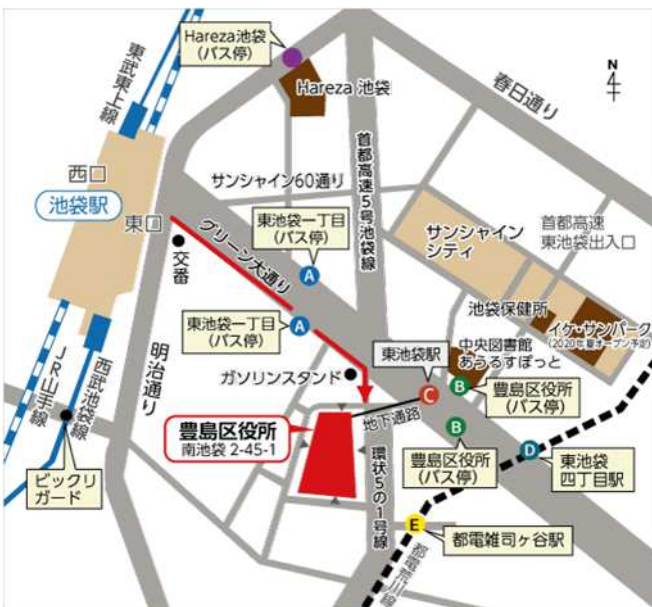 Hareza池袋
(バス停)
Hareza 池袋
N
4
東武東上線
春日通り
西口
池袋駅
東口
サンシャイン60通り
首都高速5号池袋線
グリーン大通り
東池袋一丁目
(バス停)
A
交番
サンシャイン
シティ
首都高速
東池袋出入口
東池袋一丁目
(バス停)
A
池袋保健所
イケ・サンパーク
(2020年夏オープン予定)
中央図書館
あうるすぽっと
東池袋駅
C
B
豊島区役所
(バス停)
ガソリンスタンド
明治通り
JR山手線
西武池袋線
豊島区役所
南池袋 2-45-1
地下通路
B
豊島区役所
(バス停)
D
東池袋
四丁目駅
ビックリ
ガード
環状5の1号線
E
都電雑司ヶ谷駅
都電荒川線